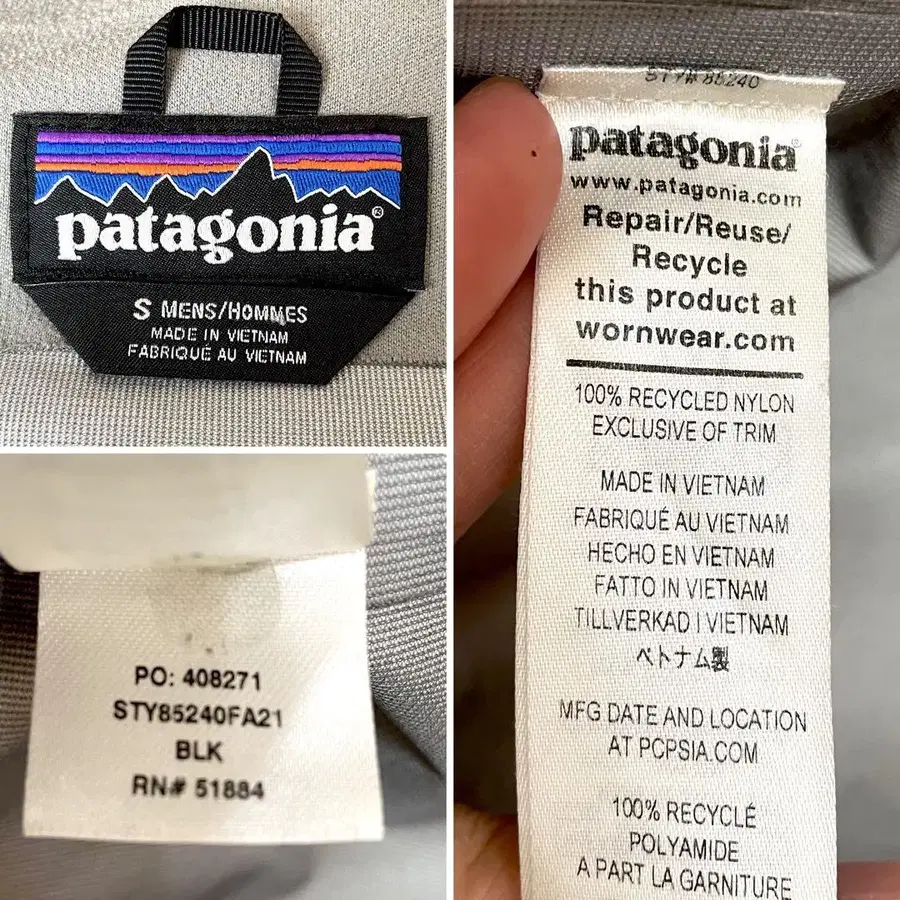 patagonia®
S MENS/HOMMES
MADE IN VIETNAM
FABRIQUÉ AU VIETNAM
PO: 408271
STY85240FA21
BLK
RN# 51884
STY# 85240
patagonia®
www.patagonia.com
Repair/Reuse/
Recycle
this product at
wornwear.com
100% RECYCLED NYLON
EXCLUSIVE OF TRIM
MADE IN VIETNAM
FABRIQUÉ AU VIETNAM
HECHO EN VIETNAM
FATTO IN VIETNAM
TILLVERKAD I VIETNAM
ベトナム製
MFG DATE AND LOCATION
AT PCPSIA.COM
100% RECYCLÉ
POLYAMIDE
A PART LA GARNITURE